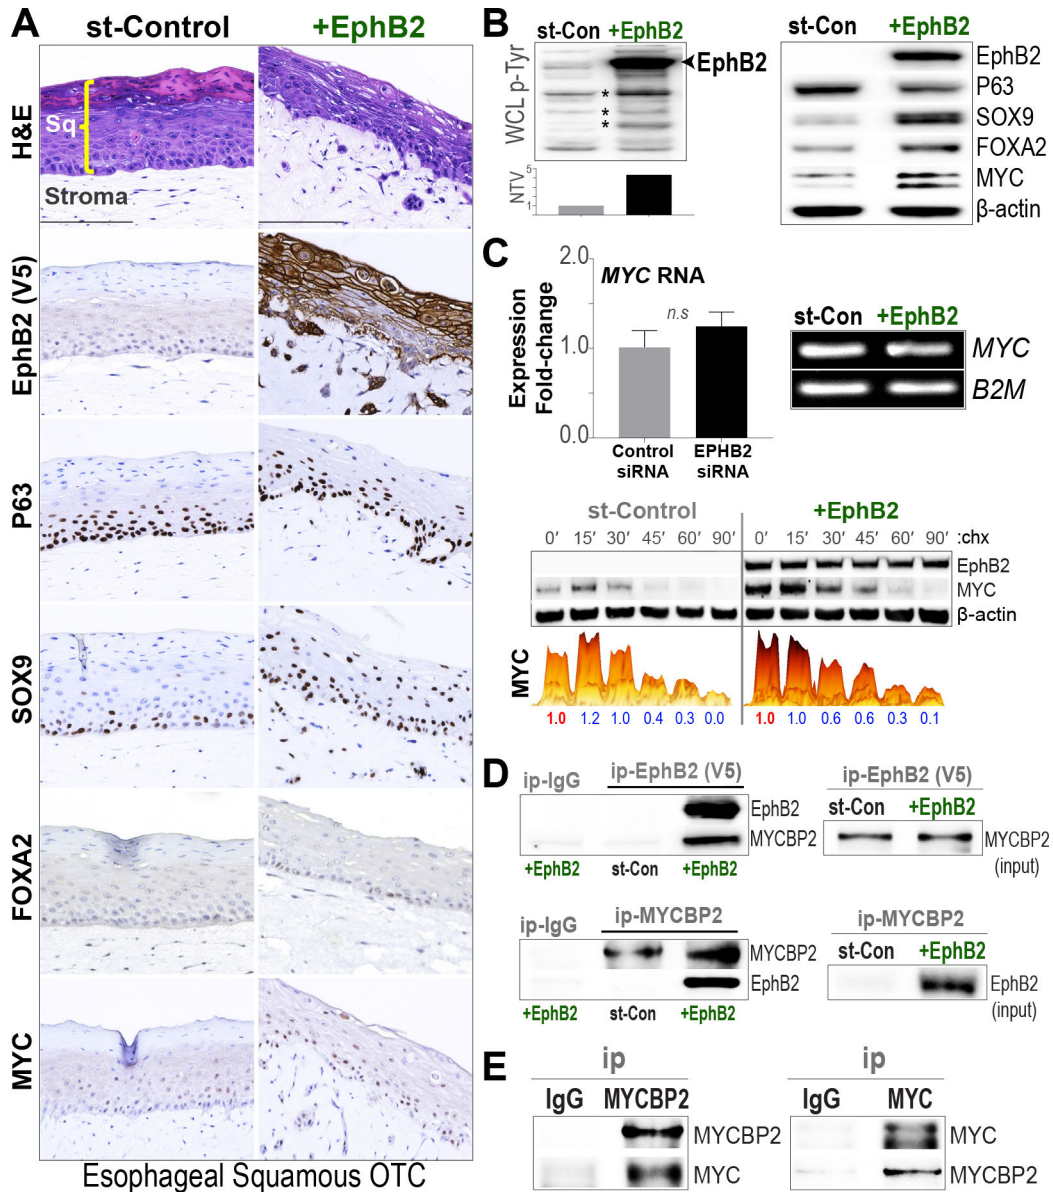 A
st-Control
+EphB2
H&E
Sq
Stroma
EphB2 (V5)
P63
SOX9
FOXA2
MYC
Esophageal Squamous OTC
B
st-Con +EphB2
WCL p-Tyr
EphB2
*
*
*
NTV
5
1
st-Con +EphB2
EphB2
P63
SOX9
FOXA2
MYC
β-actin
C
Expression
Fold-change
2.0
1.0
0.0
MYC RNA
n.s
Control
siRNA
EPHB2
siRNA
st-Con +EphB2
MYC
B2M
st-Control
+EphB2
0′ 15′ 30′ 45′ 60′ 90′ 0′ 15′ 30′ 45′ 60′ 90′ :chx
EphB2
MYC
β-actin
MYC
1.0 1.2 1.0 0.4 0.3 0.0 1.0 1.0 0.6 0.6 0.3 0.1
D
ip-IgG
ip-EphB2 (V5)
EphB2
MYCBP2
+EphB2 st-Con +EphB2
ip-EphB2 (V5)
st-Con +EphB2
MYCBP2
(input)
ip-IgG
ip-MYCBP2
MYCBP2
EphB2
+EphB2 st-Con +EphB2
ip-MYCBP2
st-Con +EphB2
EphB2
(input)
E
ip
IgG MYCBP2
MYCBP2
MYC
ip
IgG MYC
MYC
MYCBP2